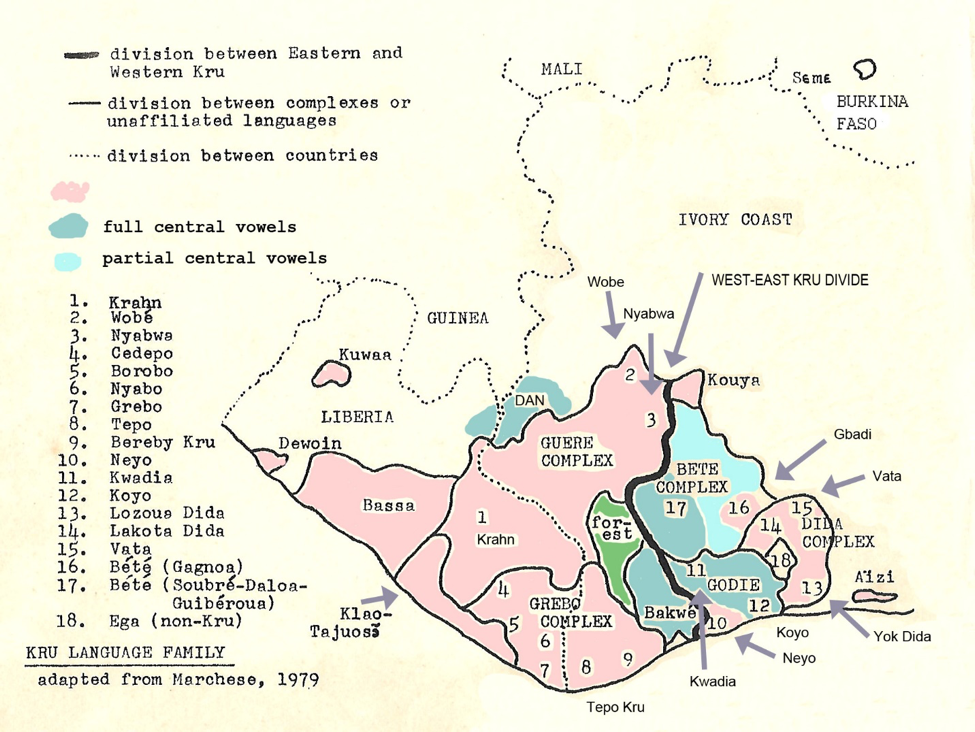 division between Eastern and
Western Kru
division between complexes or
unaffiliated languages
division between countries
full central vowels
partial central vowels
1. Krahn
2. Wobé
3. Nyabwa
4. Cedepo
5. Borobo
6. Nyabo
7. Grebo
8. Tepo
9. Bereby Kru
10. Neyo
11. Kwadia
12. Koyo
13. Lozous Dida
14. Lakota Dida
15. Vata
16. Bété (Gagnoa)
17. Bété (Soubré-Daloa-
Guibéroua)
18. Ega (non-Kru)
KRU LANGUAGE FAMILY
adapted from Marchese, 1979
MALI
Seme
BURKINA
FASO
IVORY COAST
WEST-EAST KRU DIVIDE
Wobe
Nyabwa
GUINEA
Kuwaa
LIBERIA
Dewoin
DAN
2
3
Kouya
GUERE
COMPLEX
BETE
COMPLEX
17
16
Gbadi
Vata
15
14
DIDA
COMPLEX
18
13
Bassa
1
Krahn
for-
est
11
GODIE
12
Aïzi
4
GREBO
COMPLEX
5
6
7
8
9
Bakwé
10
Klao-
Tajuosõ
Koyo
Yok Dida
Neyo
Kwadia
Tepo Kru